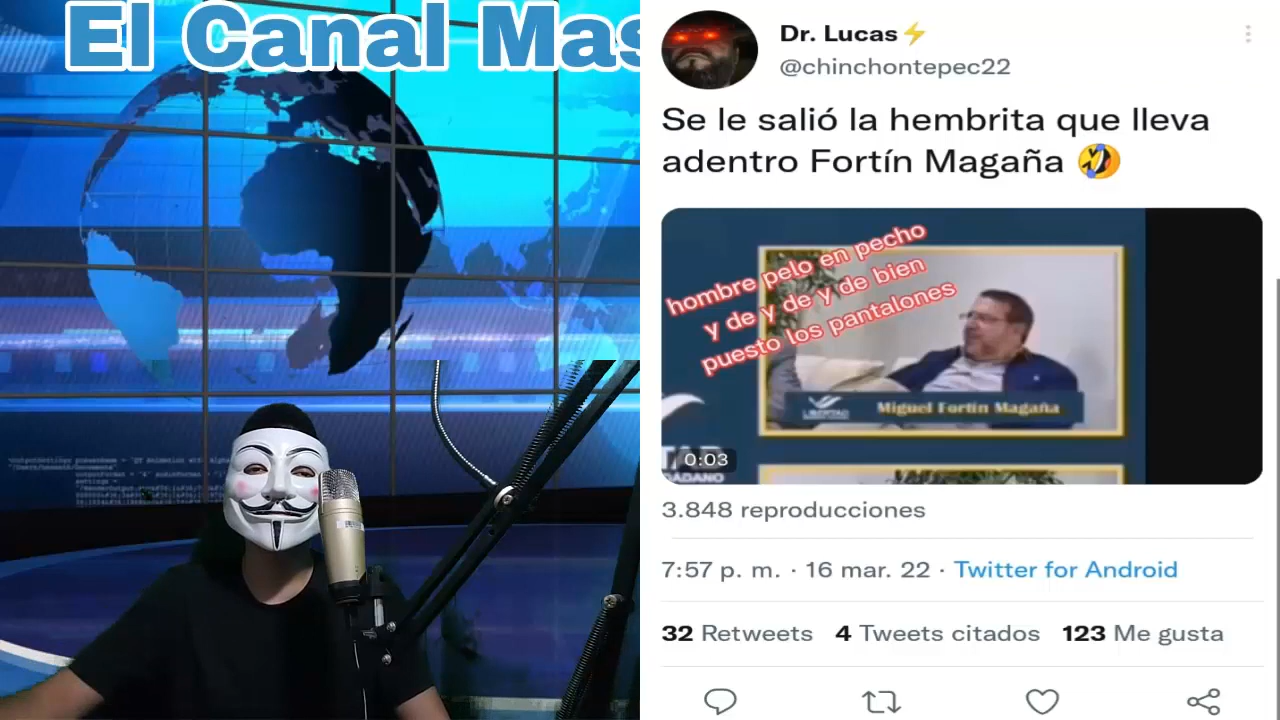 El Canal Mas
Dr. Lucas⚡
@chinchontepec22
Se le salió la hembrita que lleva
adentro Fortín Magaña 🤣
hombre pelo en pecho
y de y de y de bien
puesto los pantalones
LIBERTAD
Miguel Fortín Magaña
0:03
3.848 reproducciones
7:57 p. m. · 16 mar. 22 · Twitter for Android
32 Retweets 4 Tweets citados 123 Me gusta